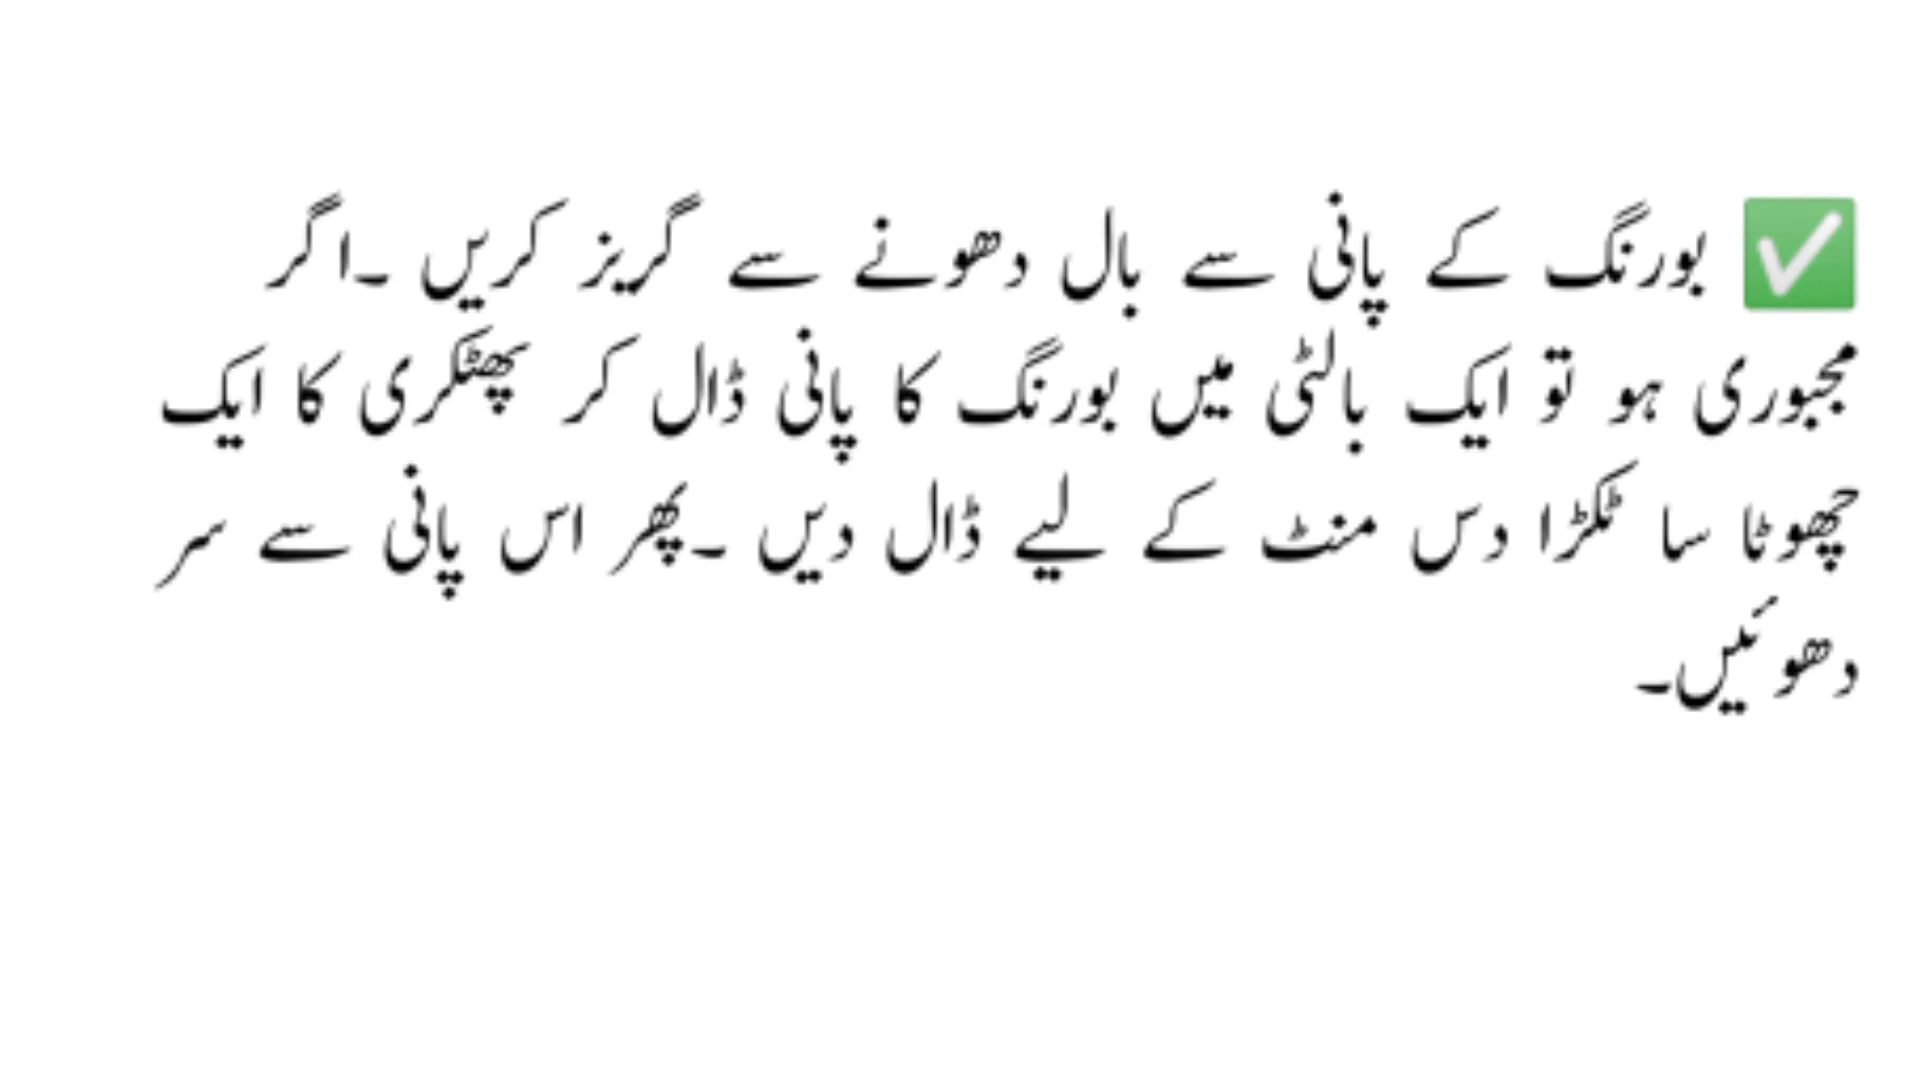 ✅ بورنگ کے پانی سے بال دھونے سے گریز کریں ۔اگر
مجبوری ہو تو ایک بالٹی میں بورنگ کا پانی ڈال کر پھٹکری کا ایک
چھوٹا سا ٹکڑا دس منٹ کے لیے ڈال دیں ۔پھر اس پانی سے سر
دھوئیں۔